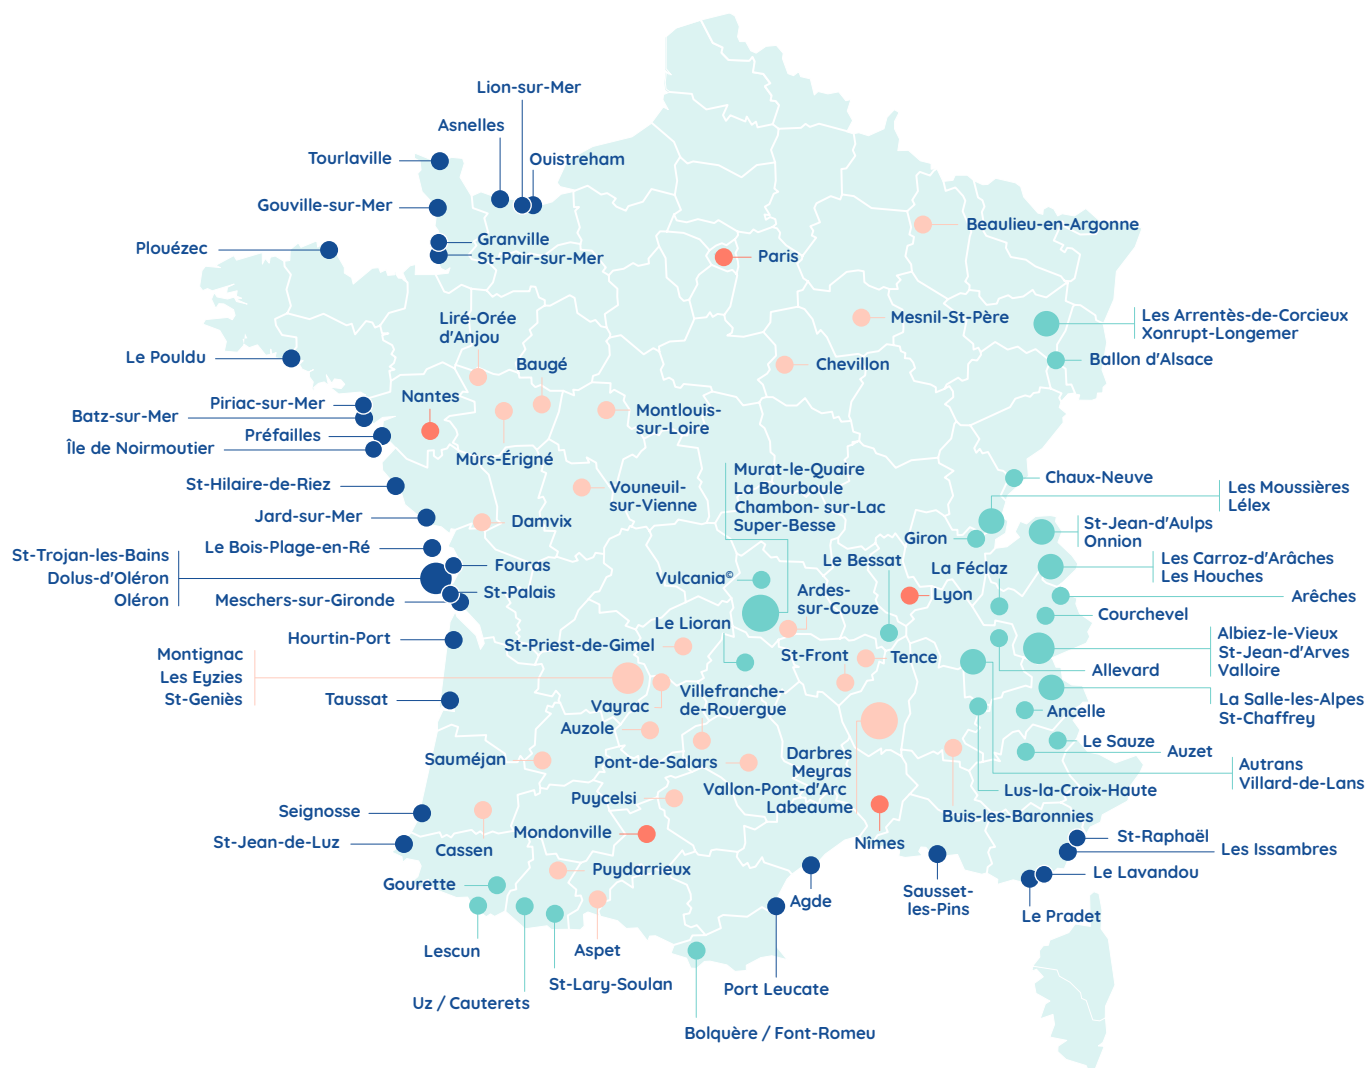 Lion-sur-Mer
Asnelles
Tourlaville
Ouistreham
Gouville-sur-Mer
Beaulieu-en-Argonne
Granville
Plouézec
St-Pair-sur-Mer
Paris
Liré-Orée
d'Anjou
Mesnil-St-Père
Les Arrentès-de-Corcieux
Xonrupt-Longemer
Le Pouldu
Baugé
Chevillon
Ballon d'Alsace
Nantes
Piriac-sur-Mer
Batz-sur-Mer
Montlouis-
sur-Loire
Préfailles
Île de Noirmoutier
Mûrs-Érigné
St-Hilaire-de-Riez
Vouneuil-
sur-Vienne
Murat-le-Quaire
La Bourboule
Chambon- sur-Lac
Super-Besse
Chaux-Neuve
Les Moussières
Lélex
Jard-sur-Mer
Damvix
St-Jean-d'Aulps
Onnion
Giron
Le Bois-Plage-en-Ré
St-Trojan-les-Bains
Dolus-d'Oléron
Oléron
Fouras
St-Palais
Meschers-sur-Gironde
Vulcania©
Le Bessat
La Féclaz
Les Carroz-d'Arâches
Les Houches
Ardes-
sur-Couze
Lyon
Arêches
Courchevel
Hourtin-Port
Le Lioran
St-Priest-de-Gimel
St-Front
Tence
Albiez-le-Vieux
St-Jean-d'Arves
Valloire
Montignac
Les Eyzies
St-Geniès
Allevard
Taussat
Vayrac
Villefranche-
de-Rouergue
La Salle-les-Alpes
St-Chaffrey
Ancelle
Auzole
Le Sauze
Auzet
Sauméjan
Pont-de-Salars
Darbres
Meyras
Vallon-Pont-d'Arc
Labeaume
Autrans
Villard-de-Lans
Lus-la-Croix-Haute
Puycelsi
Seignosse
Buis-les-Baronnies
Mondonville
St-Jean-de-Luz
Cassen
Nîmes
St-Raphaël
Les Issambres
Puydarrieux
Gourette
Le Lavandou
Agde
Sausset-
les-Pins
Le Pradet
Lescun
Aspet
St-Lary-Soulan
Port Leucate
Uz / Cauterets
Bolquère / Font-Romeu